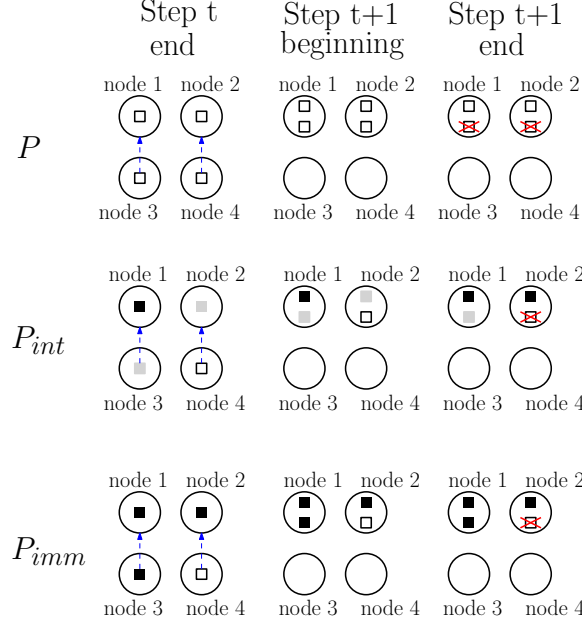 Step t Step t+1 Step t+1
end beginning end
node 1 node 2 node 1 node 2 node 1 node 2
P
node 3 node 4 node 3 node 4 node 3 node 4
node 1 node 2 node 1 node 2 node 1 node 2
P_int
node 3 node 4 node 3 node 4 node 3 node 4
node 1 node 2 node 1 node 2 node 1 node 2
P_imm
node 3 node 4 node 3 node 4 node 3 node 4